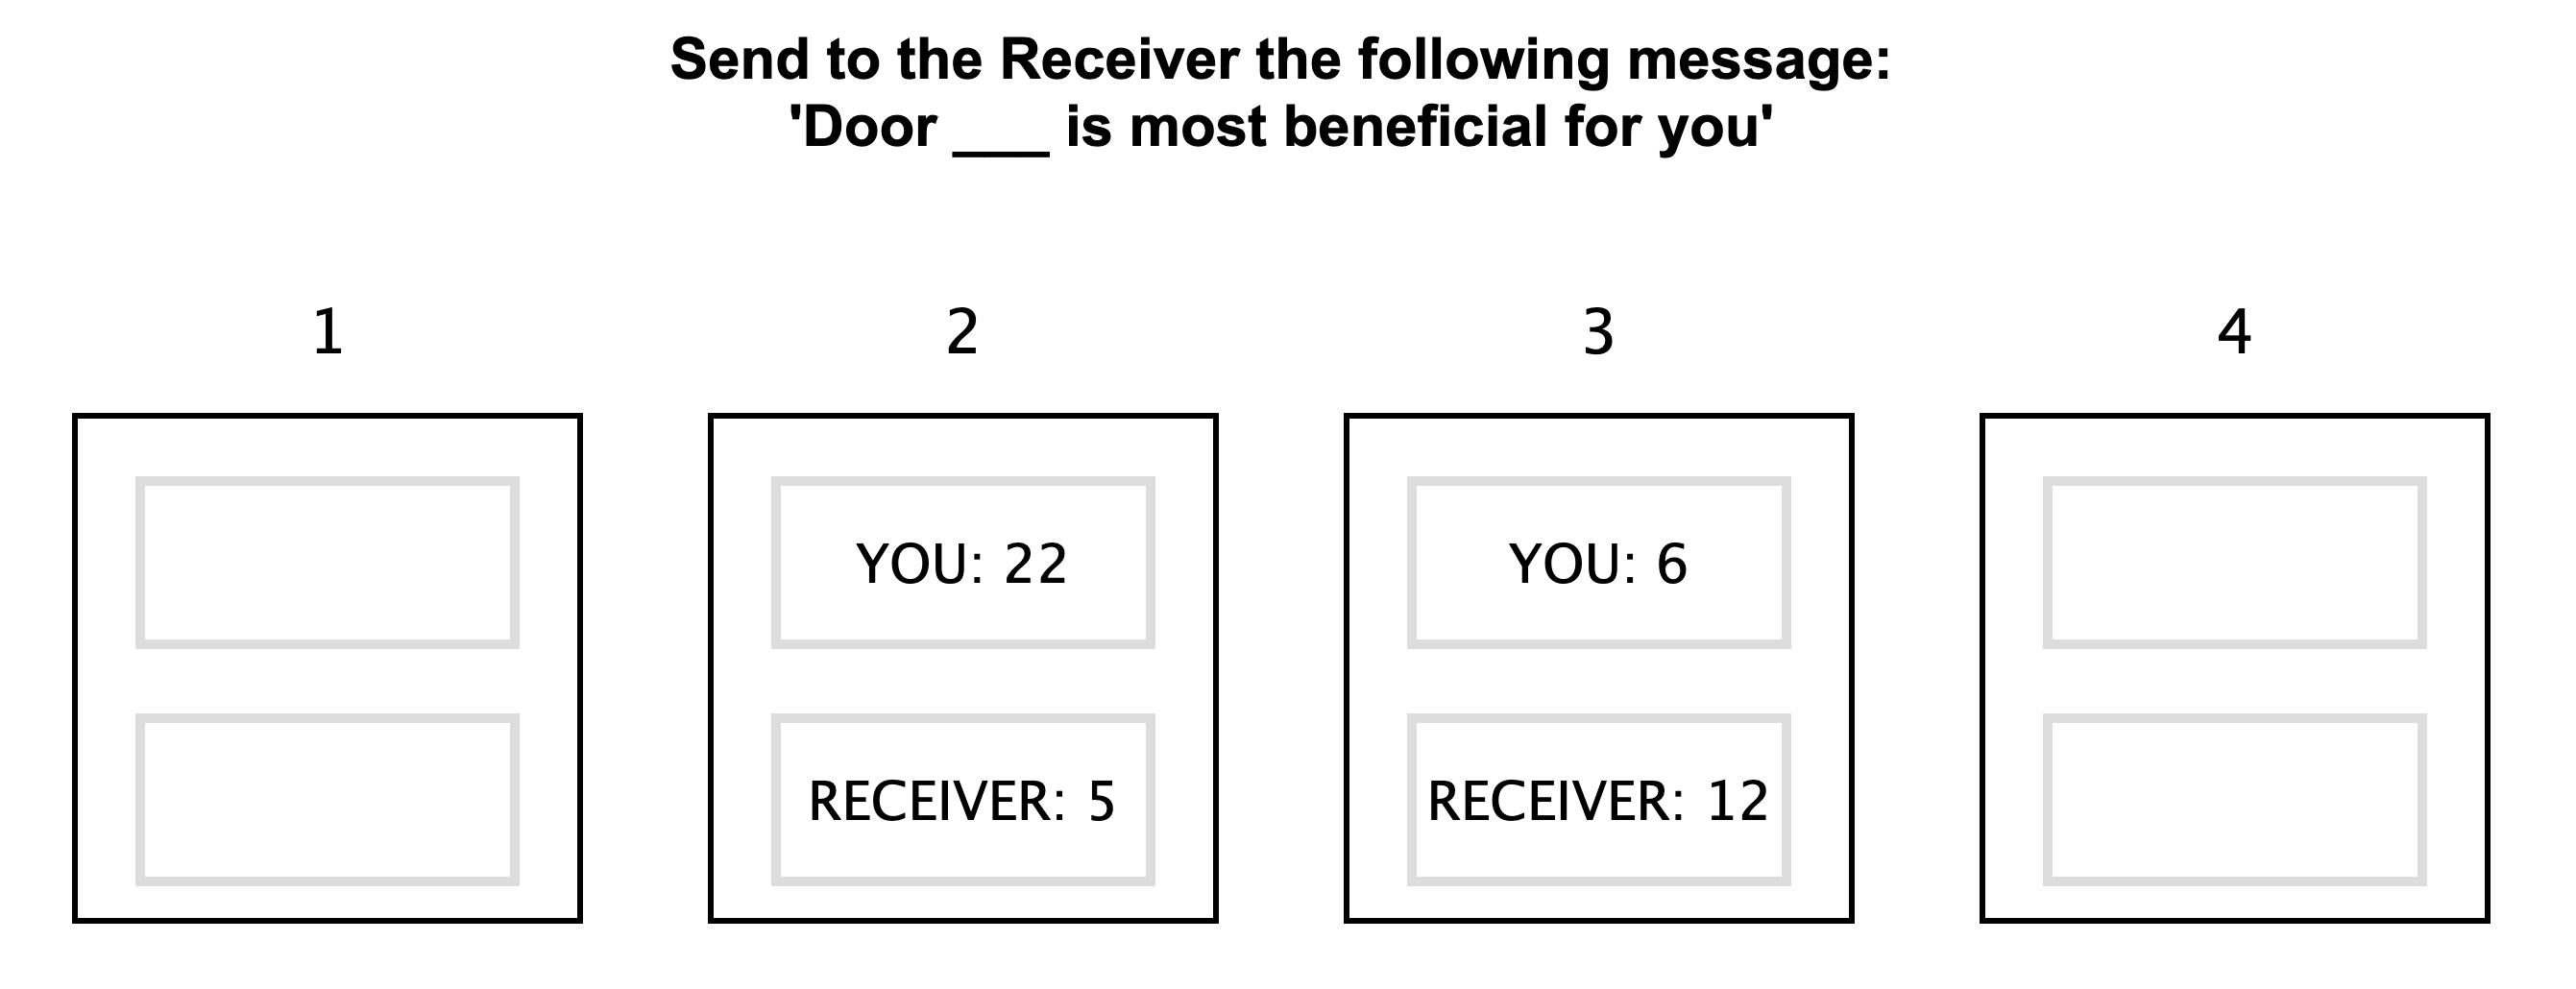 Send to the Receiver the following message:
'Door ___ is most beneficial for you'
1
2
3
4
YOU: 22
YOU: 6
RECEIVER: 5
RECEIVER: 12